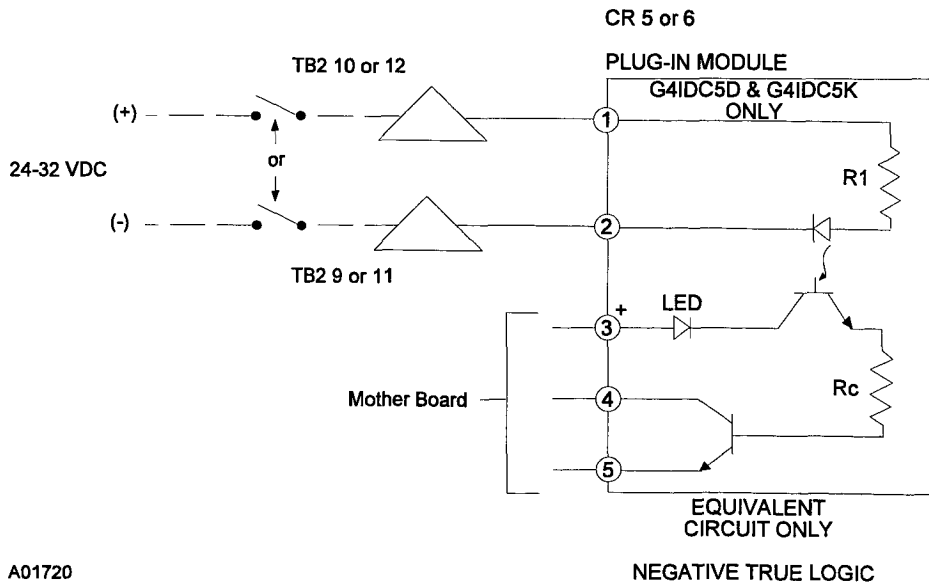 CR 5 or 6
PLUG-IN MODULE
TB2 10 or 12
G4IDC5D & G4IDC5K
ONLY
(+)
1
24-32 VDC
or
R1
(-)
2
TB2 9 or 11
LED
+
3
Mother Board
4
Rc
5
EQUIVALENT
CIRCUIT ONLY
A01720
NEGATIVE TRUE LOGIC